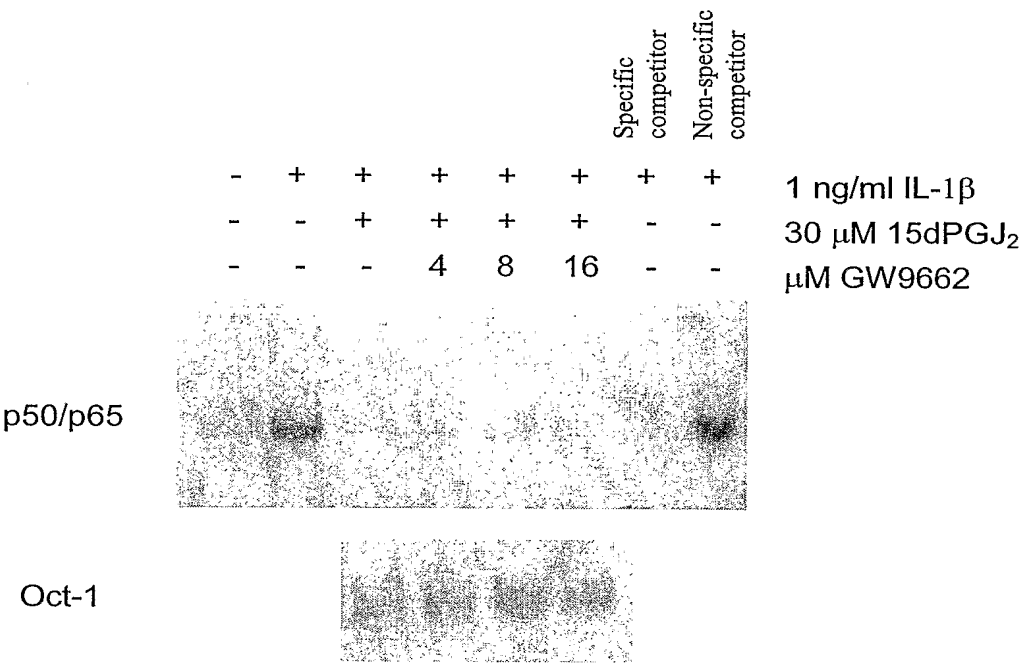 Specific
competitor
Non-specific
competitor
- + + + + + + + 1 ng/ml IL-1β
- - + + + + - - 30 μM 15dPGJ₂
- - - 4 8 16 - - μM GW9662
p50/p65
Oct-1